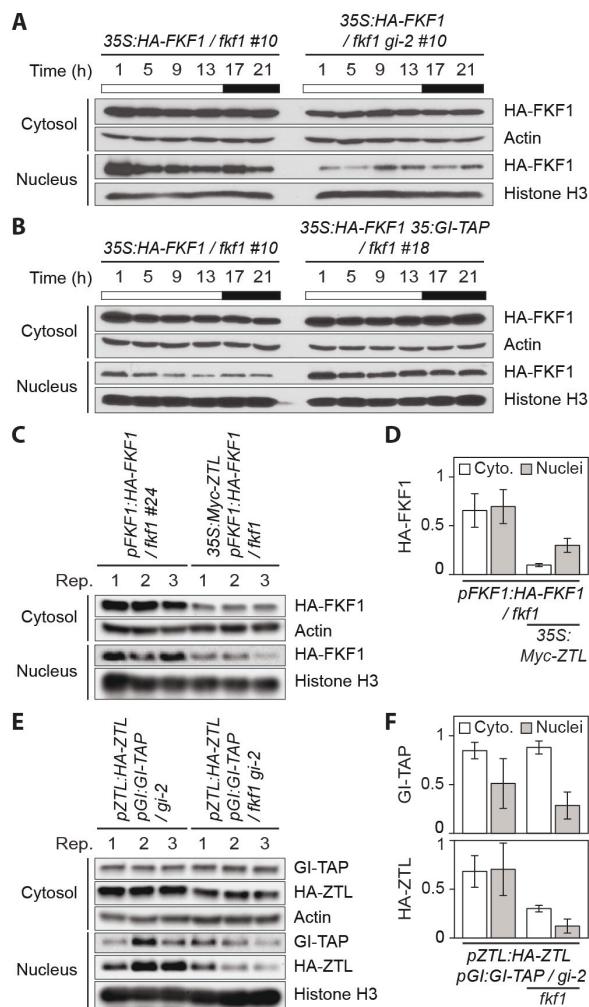 A
35S:HA-FKF1 / fkf1 #10
35S:HA-FKF1
/ fkf1 gi-2 #10
Time (h) 1 5 9 13 17 21 1 5 9 13 17 21
Cytosol
HA-FKF1
Actin
Nucleus
HA-FKF1
Histone H3
B
35S:HA-FKF1 / fkf1 #10
35S:HA-FKF1 35:GI-TAP
/ fkf1 #18
Time (h) 1 5 9 13 17 21 1 5 9 13 17 21
Cytosol
HA-FKF1
Actin
Nucleus
HA-FKF1
Histone H3
C
pFKF1:HA-FKF1
/ fkf1 #24
35S:Myc-ZTL
pFKF1:HA-FKF1
/ fkf1
Rep. 1 2 3 1 2 3
Cytosol
HA-FKF1
Actin
Nucleus
HA-FKF1
Histone H3
D
Cyto. Nuclei
HA-FKF1
1
0.5
0
pFKF1:HA-FKF1
/ fkf1
35S:
Myc-ZTL
E
pZTL:HA-ZTL
pGI:GI-TAP
/ gi-2
pZTL:HA-ZTL
pGI:GI-TAP
/ fkf1 gi-2
Rep. 1 2 3 1 2 3
Cytosol
GI-TAP
HA-ZTL
Actin
Nucleus
GI-TAP
HA-ZTL
Histone H3
F
Cyto. Nuclei
GI-TAP
1
0.5
0
HA-ZTL
1
0.5
0
pZTL:HA-ZTL
pGI:GI-TAP / gi-2
fkf1